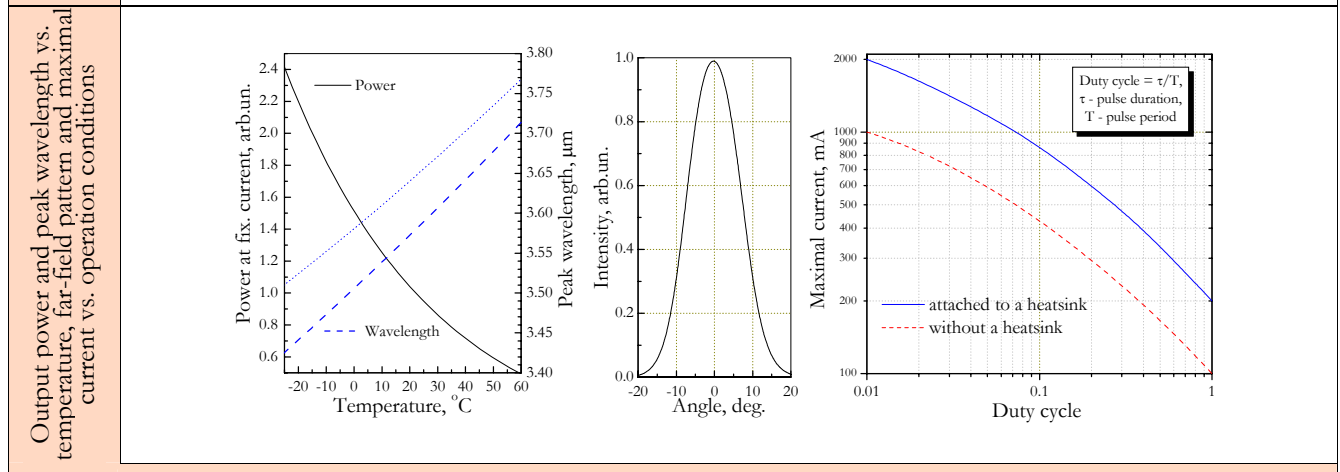 Output power and peak wavelength vs.
temperature, far-field pattern and maximal
current vs. operation conditions
Power at fix. current, arb.un.
2.4
2.2
2.0
1.8
1.6
1.4
1.2
1.0
0.8
0.6
Power
Wavelength
-20 -10 0 10 20 30 40 50 60
Temperature, °C
3.80
3.75
3.70
3.65
3.60
3.55
3.50
3.45
3.40
Peak wavelength, μm
Intensity, arb.un.
1.0
0.8
0.6
0.4
0.2
0.0
-20 -10 0 10 20
Angle, deg.
Maximal current, mA
2000
1000
900
800
700
600
500
400
300
200
100
Duty cycle = τ/T,
τ - pulse duration,
T - pulse period
attached to a heatsink
without a heatsink
0.01 0.1 1
Duty cycle